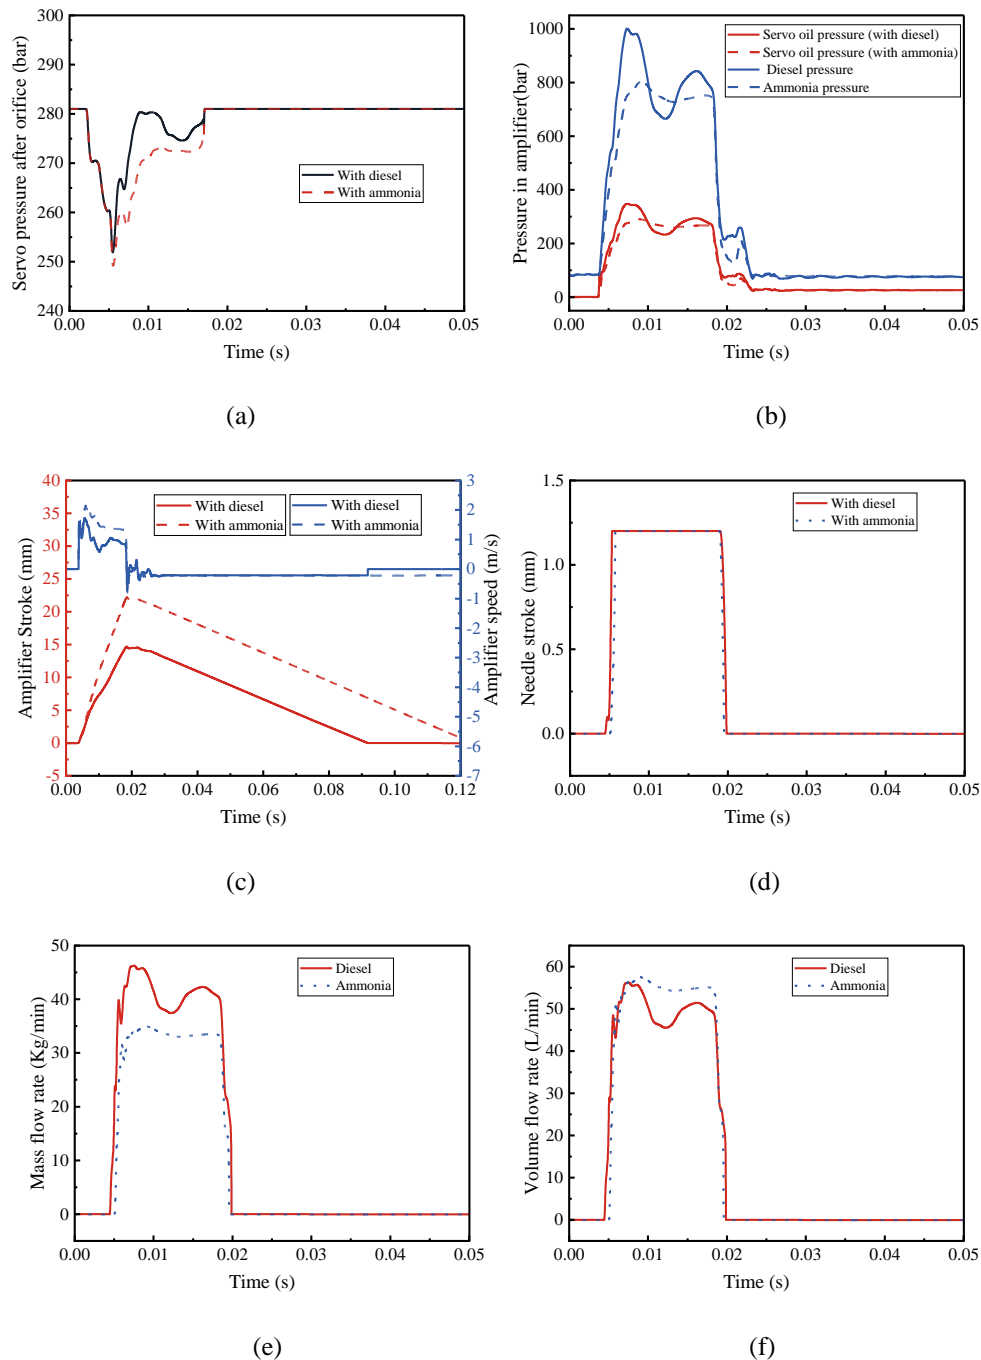 300
290
280
270
260
250
240
Servo pressure after orifice (bar)
With diesel
With ammonia
0.00 0.01 0.02 0.03 0.04 0.05
Time (s)
(a)
1000
800
600
400
200
0
Pressure in amplifier(bar)
Servo oil pressure (with diesel)
Servo oil pressure (with ammonia)
Diesel pressure
Ammonia pressure
0.00 0.01 0.02 0.03 0.04 0.05
Time (s)
(b)
40
35
30
25
20
15
10
5
0
-5
Amplifier Stroke (mm)
With diesel
With ammonia
With diesel
With ammonia
3
2
1
0
-1
-2
-3
-4
-5
-6
-7
Amplifier speed (m/s)
0.00 0.02 0.04 0.06 0.08 0.10 0.12
Time (s)
(c)
1.5
1.2
0.9
0.6
0.3
0.0
Needle stroke (mm)
With diesel
With ammonia
0.00 0.01 0.02 0.03 0.04 0.05
Time (s)
(d)
50
40
30
20
10
0
Mass flow rate (Kg/min)
Diesel
Ammonia
0.00 0.01 0.02 0.03 0.04 0.05
Time (s)
(e)
60
50
40
30
20
10
0
Volume flow rate (L/min)
Diesel
Ammonia
0.00 0.01 0.02 0.03 0.04 0.05
Time (s)
(f)